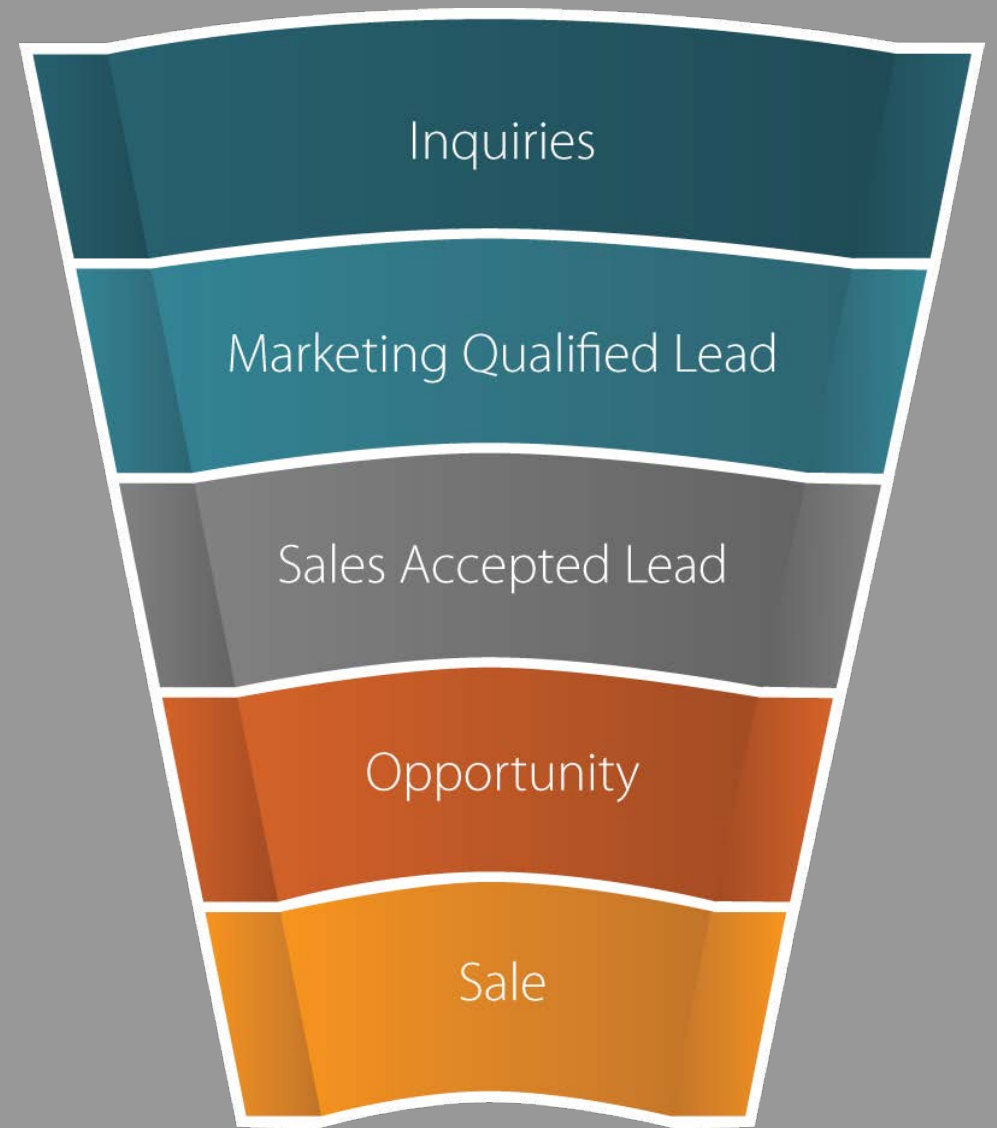 Inquiries
Marketing Qualified Lead
Sales Accepted Lead
Opportunity
Sale